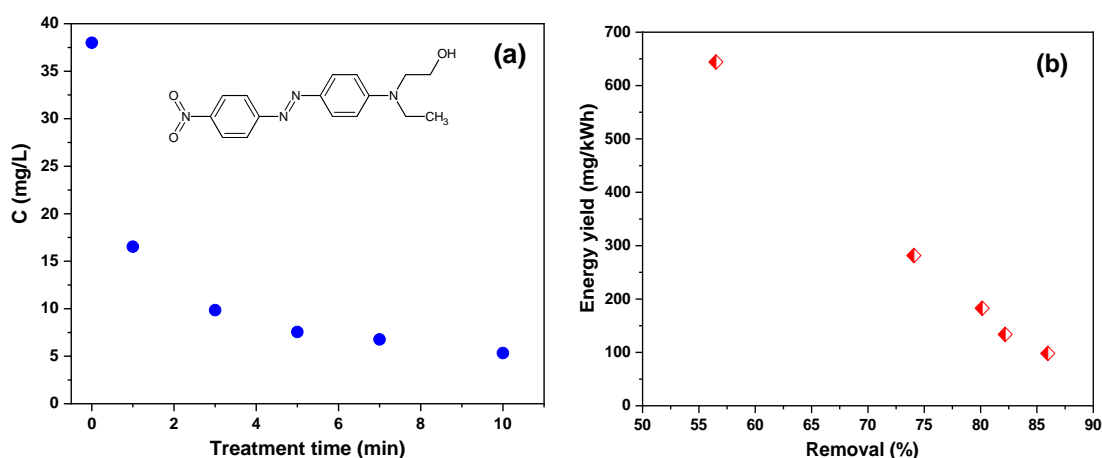 (a)
C (mg/L)
40
35
30
25
20
15
10
5
0
OH
O
N
O
N
N
N
CH3
0
2
4
6
8
10
Treatment time (min)
(b)
Energy yield (mg/kWh)
700
600
500
400
300
200
100
0
50
55
60
65
70
75
80
85
90
Removal (%)